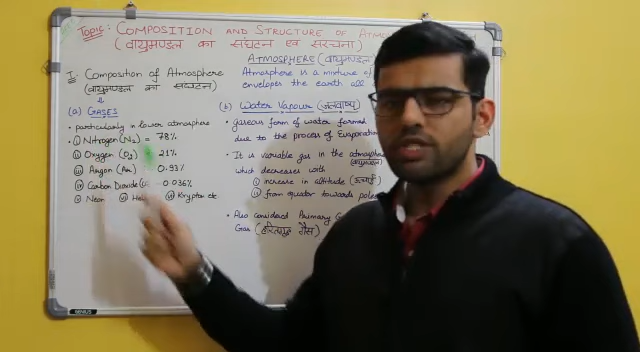 Topic: COMPOSITION AND STRUCTURE OF ATMOS
(वायुमण्डल का संघटन एवं संरचना)
ATMOSPHERE (वायुमण्डल
I. Composition of Atmosphere
(वायुमण्डल का संघटन)
Atmosphere is a mixture of
envelopes the earth all
(a) GASES
• particularly in lower atmosphere
• (i) Nitrogen (N₂) = 78%
(ii) Oxygen (O₂) 21%
(iii) Argon (Ar) 0.93%
(iv) Carbon Dioxide 0.036%
(v) Neon (vi) Hel (vii) Krypton etc
(b) Water Vapour (जलवाष्प)
• Gaseous form of water formed
due to the process of Evaporation
• It is variable gas in the atmosphere
(वायुमण्डल)
which decreases with
(i) increase in altitude (ऊंचाई)
(ii) from equator towards poles
• Also considered Primary G
Gas (हरितगृह गैस)
GENIUS